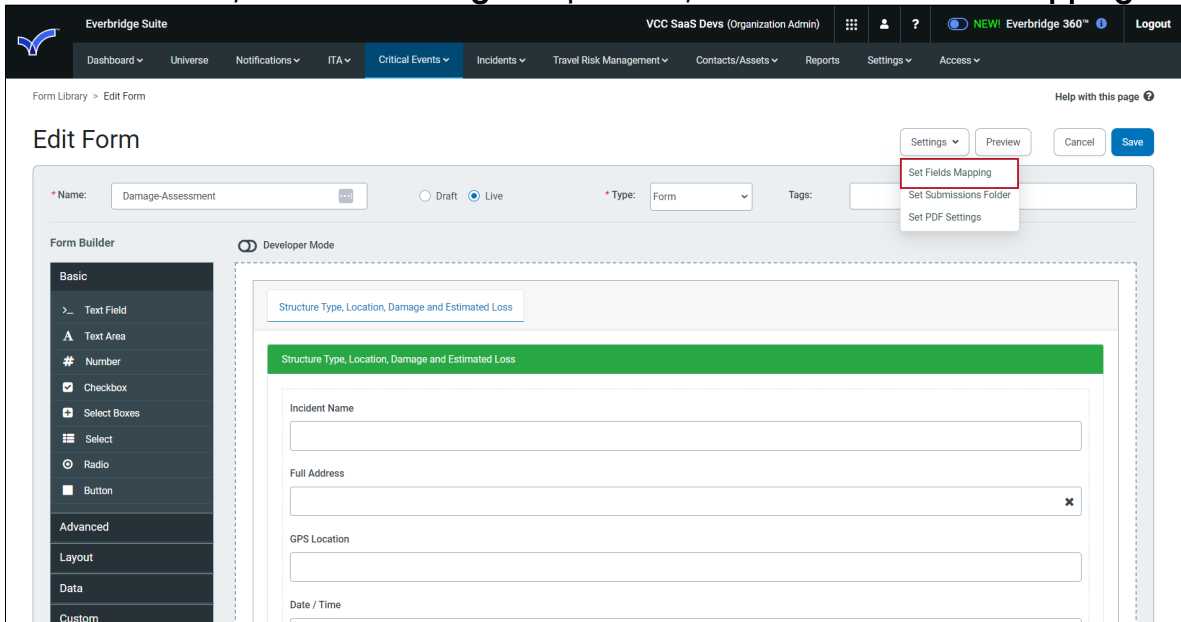 Everbridge Suite
VCC SaaS Devs (Organization Admin)
?
NEW! Everbridge 360™
Logout
Dashboard
Universe
Notifications
ITA
Critical Events
Incidents
Travel Risk Management
Contacts/Assets
Reports
Settings
Access
Form Library > Edit Form
Help with this page
Edit Form
Settings
Preview
Cancel
Save
Set Fields Mapping
Set Submissions Folder
Set PDF Settings
* Name:
Damage-Assessment
Draft
Live
* Type:
Form
Tags:
Form Builder
Developer Mode
Basic
>_ Text Field
A Text Area
# Number
Checkbox
Select Boxes
Select
Radio
Button
Advanced
Layout
Data
Custom
Structure Type, Location, Damage and Estimated Loss
Structure Type, Location, Damage and Estimated Loss
Incident Name
Full Address
GPS Location
Date / Time